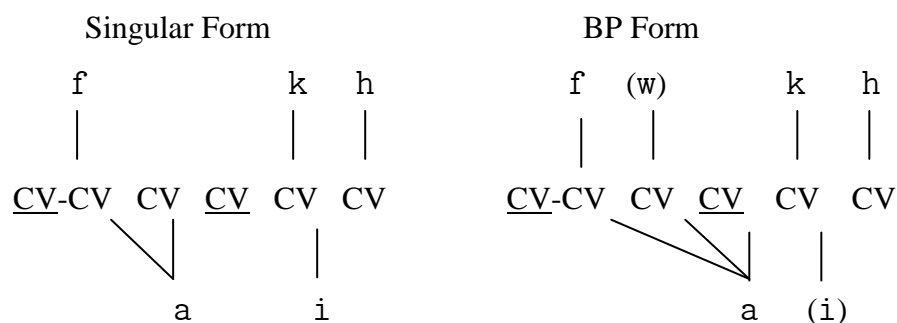 Singular Form BP Form
f k h f (w) k h
CV-CV CV CV CV CV CV-CV CV CV CV CV
a i a (i)